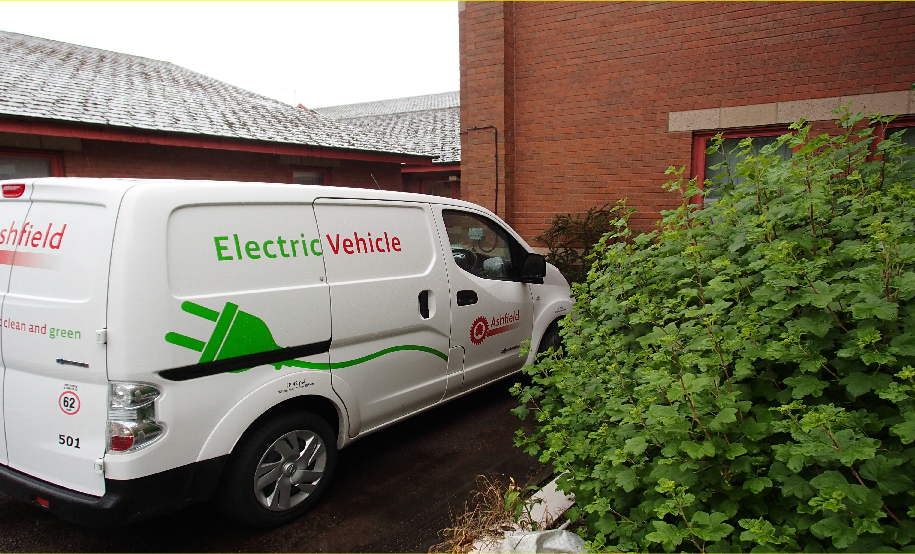 shfield
clean and green
62
501
Electric Vehicle
Ashfield